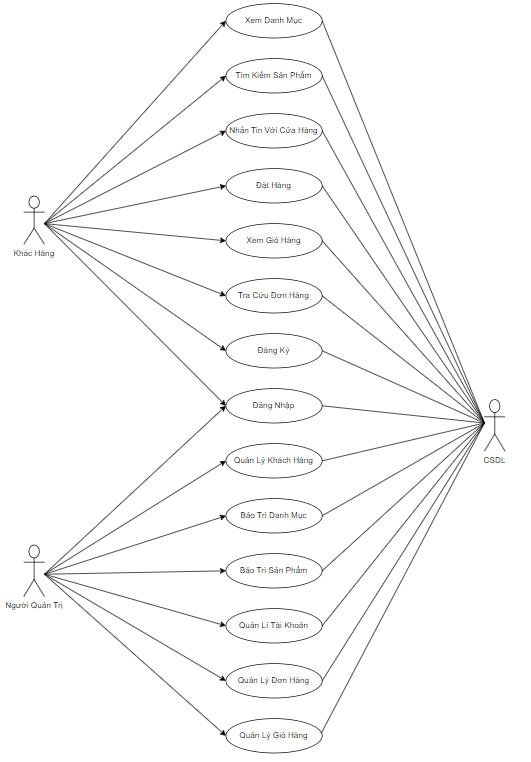 Xem Danh Mục
Tìm Kiếm Sản Phẩm
Nhắn Tin Với Cửa Hàng
Đặt Hàng
Khác Hàng
Xem Giỏ Hàng
Tra Cứu Đơn Hàng
Đăng Ký
Đăng Nhập
CSDL
Quản Lý Khách Hàng
Bảo Trì Danh Mục
Bảo Trì Sản Phẩm
Người Quản Trị
Quản Lí Tài Khoản
Quản Lý Đơn Hàng
Quản Lý Giỏ Hàng